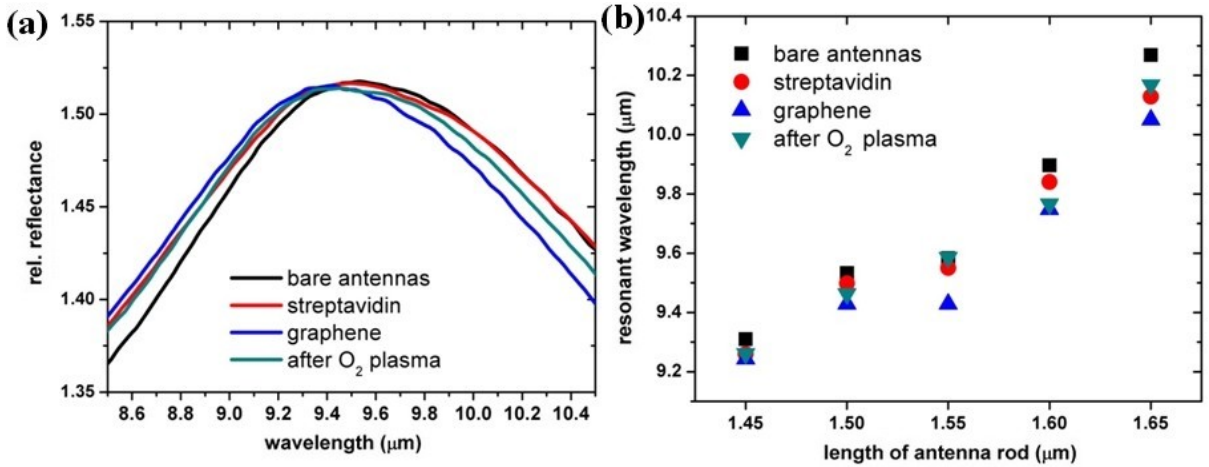 (a)
1.55
1.50
1.45
1.40
1.35
rel. reflectance
bare antennas
streptavidin
graphene
after O₂ plasma
8.6 8.8 9.0 9.2 9.4 9.6 9.8 10.0 10.2 10.4
wavelength (μm)
(b)
10.4
10.2
10.0
9.8
9.6
9.4
9.2
resonant wavelength (μm)
bare antennas
streptavidin
graphene
after O₂ plasma
1.45 1.50 1.55 1.60 1.65
length of antenna rod (μm)